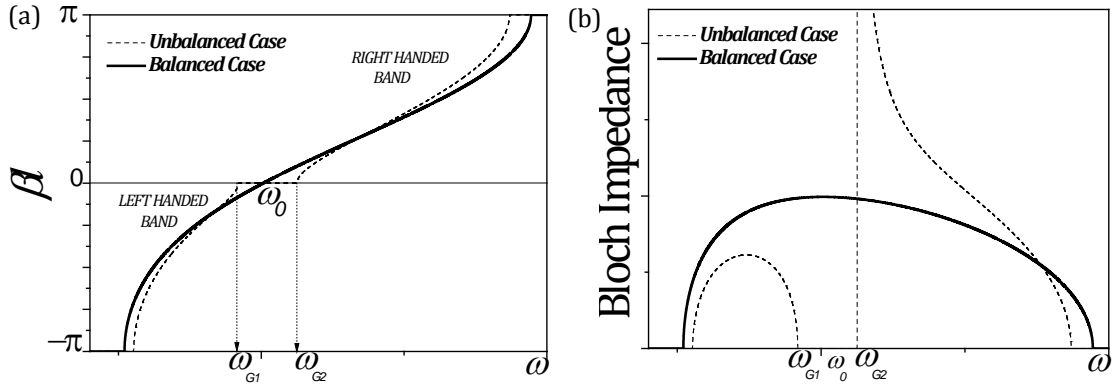 (a)
π
Unbalanced Case
Balanced Case
RIGHT HANDED
BAND
βl
0
ω0
LEFT HANDED
BAND
−π
ωG1
ωG2
ω
(b)
Unbalanced Case
Balanced Case
Bloch Impedance
ωG1
ω0
ωG2
ω